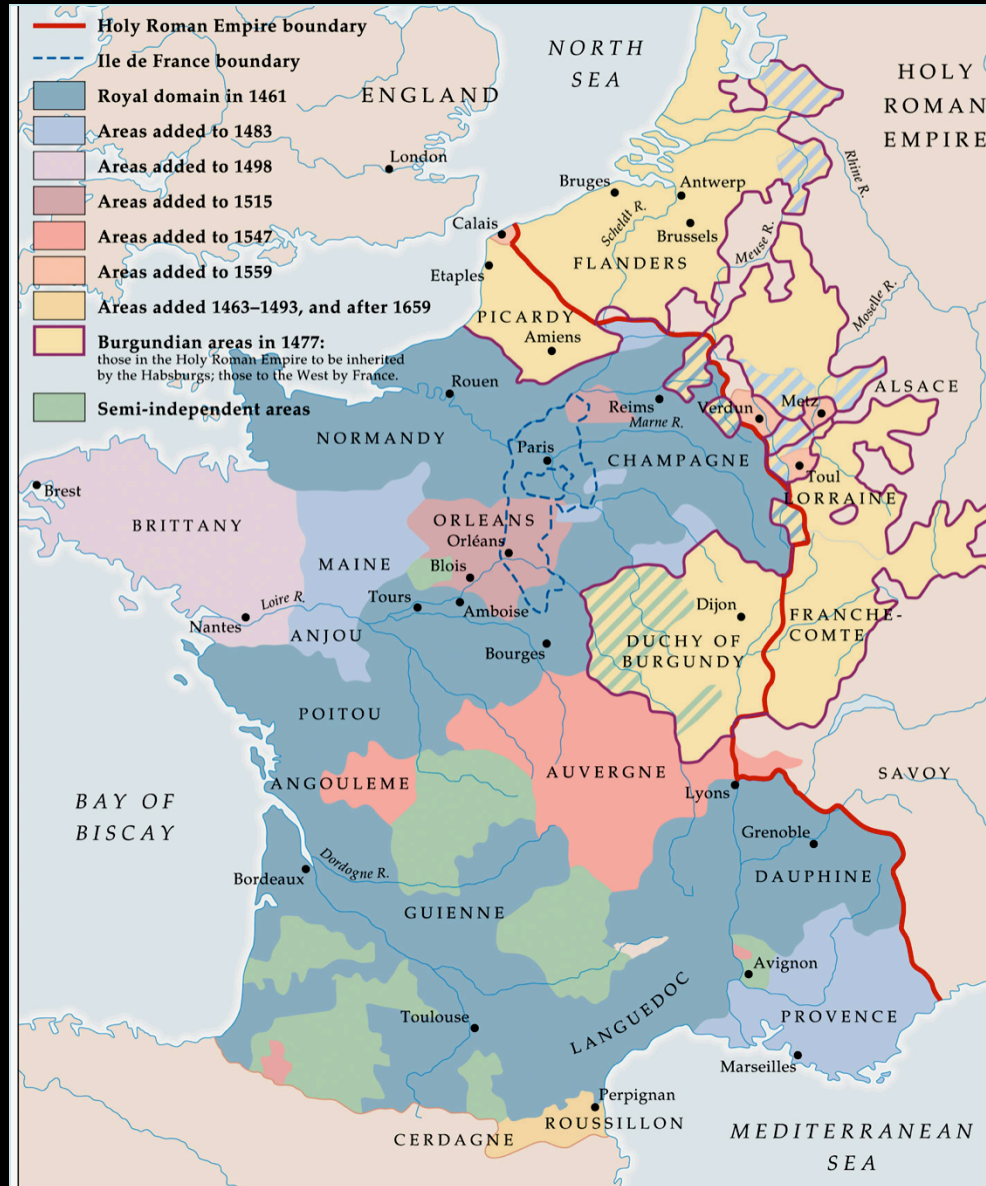 Holy Roman Empire boundary
Ile de France boundary
Royal domain in 1461
Areas added to 1483
Areas added to 1498
Areas added to 1515
Areas added to 1547
Areas added to 1559
Areas added 1463–1493, and after 1659
Burgundian areas in 1477:
those in the Holy Roman Empire to be inherited
by the Habsburgs; those to the West by France.
Semi-independent areas
NORTH
SEA
HOLY
ROMAN
EMPIRE
ENGLAND
London
Bruges
Antwerp
Rhine R.
Scheldt R.
Calais
Brussels
Meuse R.
Etaples
FLANDERS
Moselle R.
PICARDY
Amiens
Rouen
ALSACE
Reims
Verdun
Metz
Marne R.
NORMANDY
Paris
CHAMPAGNE
Toul
LORRAINE
Brest
BRITTANY
ORLEANS
Orléans
MAINE
Blois
Tours
Amboise
Loire R.
Nantes
ANJOU
Dijon
FRANCHE-
COMTE
DUCHY OF
BURGUNDY
Bourges
POITOU
ANGOULEME
AUVERGNE
SAVOY
Lyons
BAY OF
BISCAY
Grenoble
Dordogne R.
DAUPHINE
Bordeaux
GUIENNE
Avignon
LANGUEDOC
Toulouse
PROVENCE
Marseilles
Perpignan
ROUSSILLON
CERDAGNE
MEDITERRANEAN
SEA